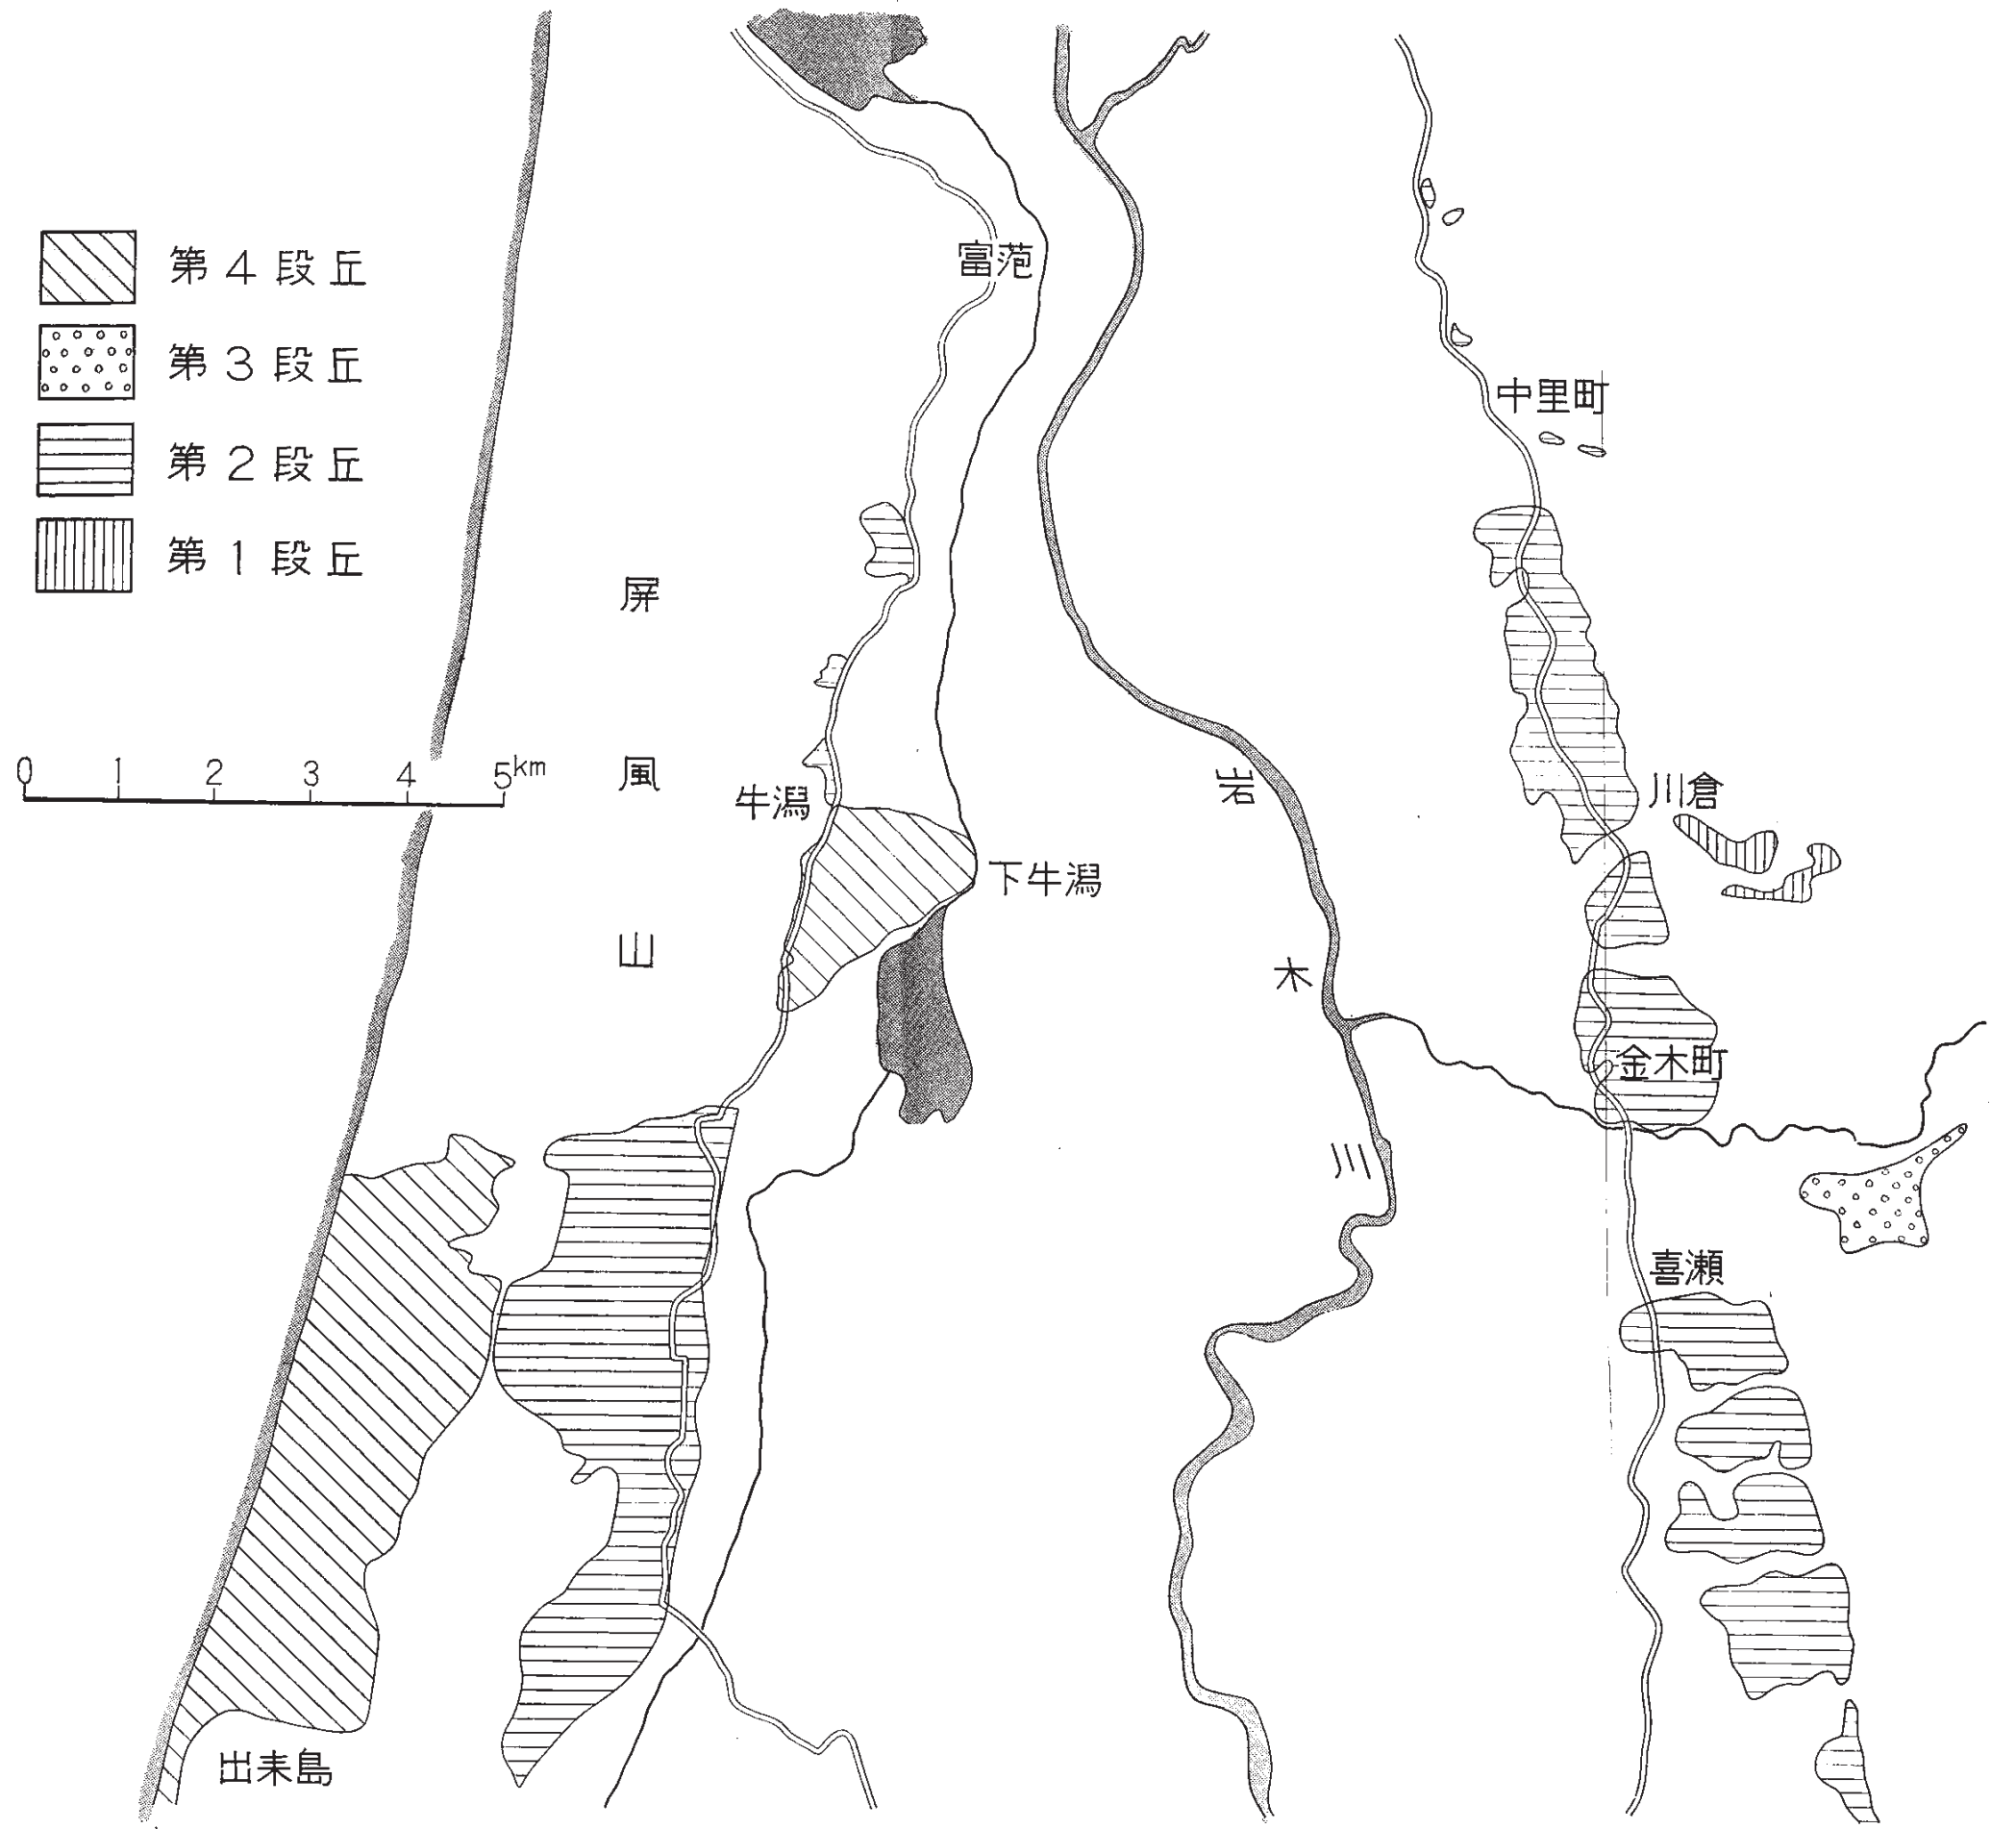 富萢
第4段丘
第3段丘
第2段丘
第1段丘
中里町
屏風山
0 1 2 3 4 5km
牛潟
下牛潟
川倉
岩木川
金木町
喜瀬
出来島